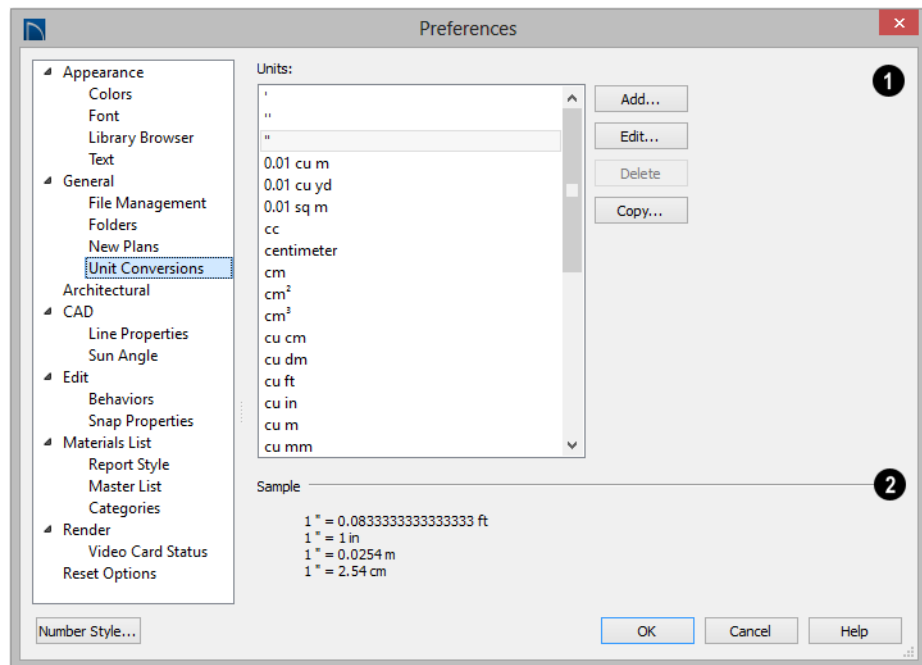 Preferences
Appearance
Colors
Font
Library Browser
Text
General
File Management
Folders
New Plans
Unit Conversions
Architectural
CAD
Line Properties
Sun Angle
Edit
Behaviors
Snap Properties
Materials List
Report Style
Master List
Categories
Render
Video Card Status
Reset Options
Number Style...
Units:
'
''
"
0.01 cu m
0.01 cu yd
0.01 sq m
cc
centimeter
cm
cm²
cm³
cu cm
cu dm
cu ft
cu in
cu m
cu mm
Add...
Edit...
Delete
Copy...
1
Sample
2
1 " = 0.0833333333333333 ft
1 " = 1 in
1 " = 0.0254 m
1 " = 2.54 cm
OK
Cancel
Help